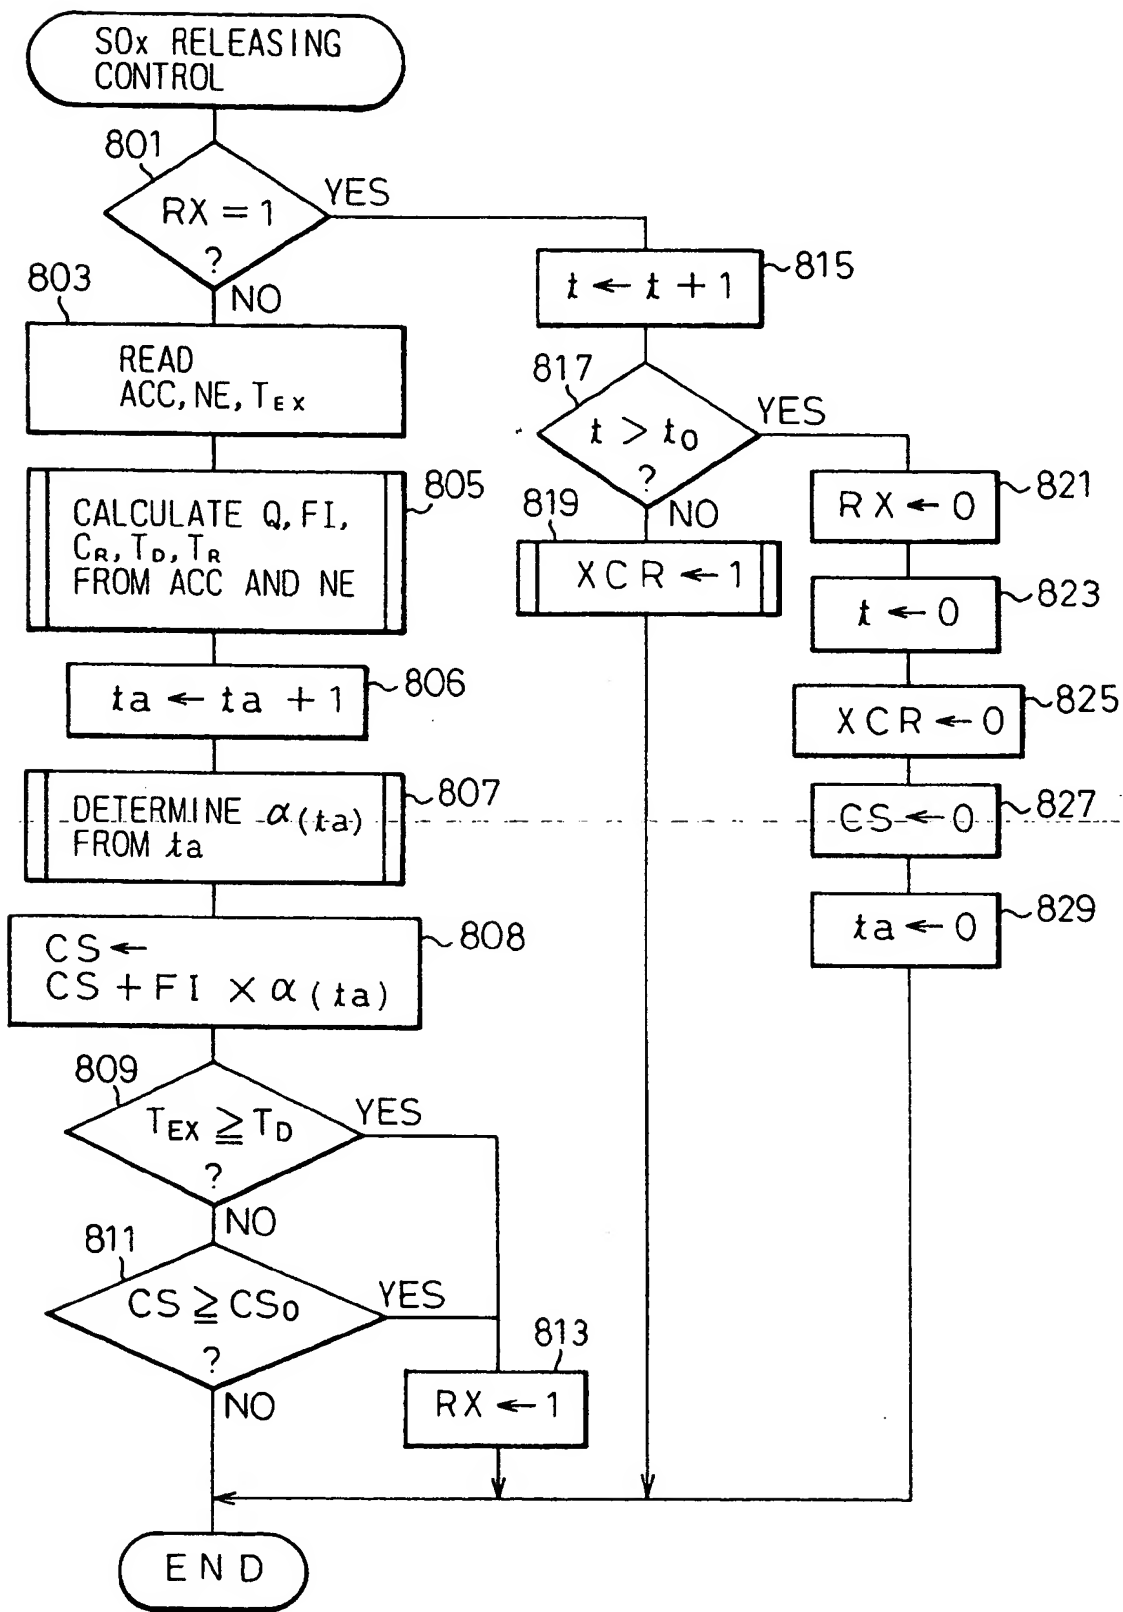 SOx RELEASING
CONTROL
801
RX = 1
?
YES
NO
803
READ
ACC, NE, TEX
805
CALCULATE Q, FI,
CR, TD, TR
FROM ACC AND NE
806
ta ← ta + 1
807
DETERMINE α(ta)
FROM ta
808
CS ←
CS + FI × α(ta)
809
TEX ≧ TD
?
YES
NO
811
CS ≧ CS0
?
YES
NO
813
RX ← 1
815
t ← t + 1
817
t > t0
?
YES
NO
819
XCR ← 1
821
RX ← 0
823
t ← 0
825
XCR ← 0
827
CS ← 0
829
ta ← 0
END